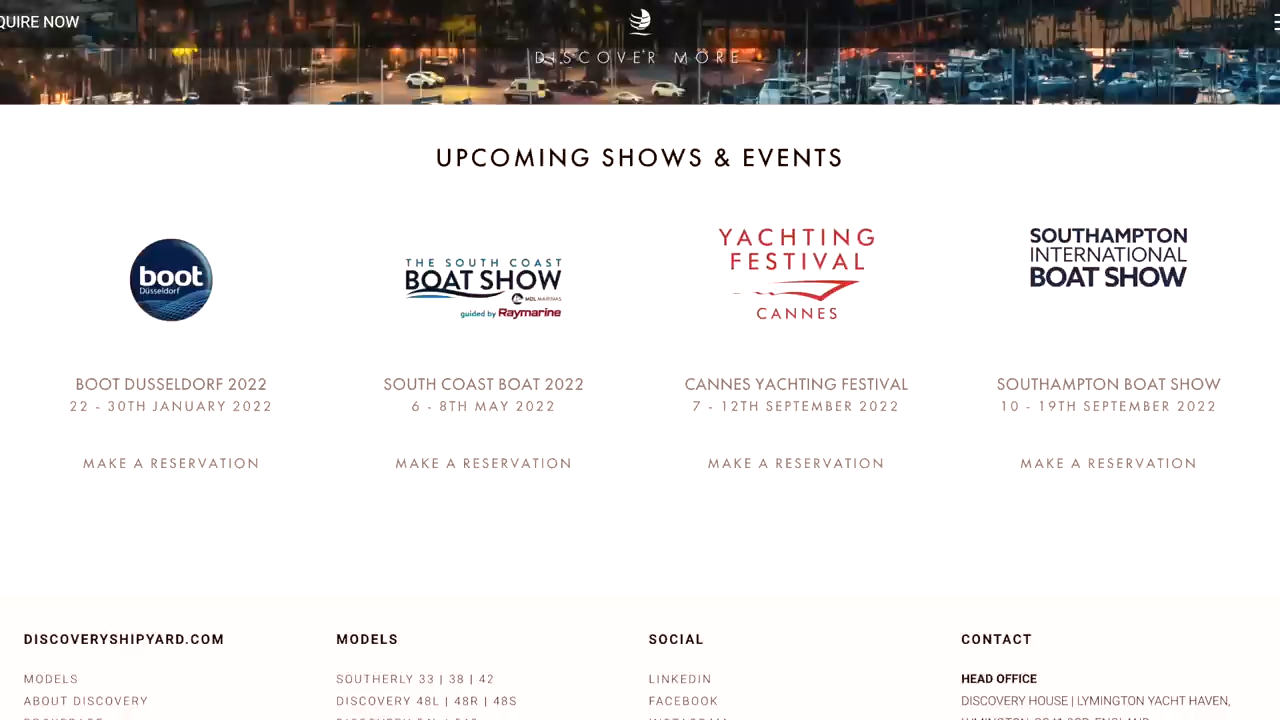 QUIRE NOW
DISCOVER MORE
UPCOMING SHOWS & EVENTS
boot
Düsseldorf
THE SOUTH COAST
BOAT SHOW
MDL MARINAS
guided by Raymarine
YACHTING
FESTIVAL
CANNES
SOUTHAMPTON
INTERNATIONAL
BOAT SHOW
BOOT DUSSELDORF 2022
22 - 30TH JANUARY 2022
SOUTH COAST BOAT 2022
6 - 8TH MAY 2022
CANNES YACHTING FESTIVAL
7 - 12TH SEPTEMBER 2022
SOUTHAMPTON BOAT SHOW
10 - 19TH SEPTEMBER 2022
MAKE A RESERVATION
MAKE A RESERVATION
MAKE A RESERVATION
MAKE A RESERVATION
DISCOVERYSHIPYARD.COM
MODELS
ABOUT DISCOVERY
MODELS
SOUTHERLY 33 | 38 | 42
DISCOVERY 48L | 48R | 48S
SOCIAL
LINKEDIN
FACEBOOK
CONTACT
HEAD OFFICE
DISCOVERY HOUSE | LYMINGTON YACHT HAVEN,